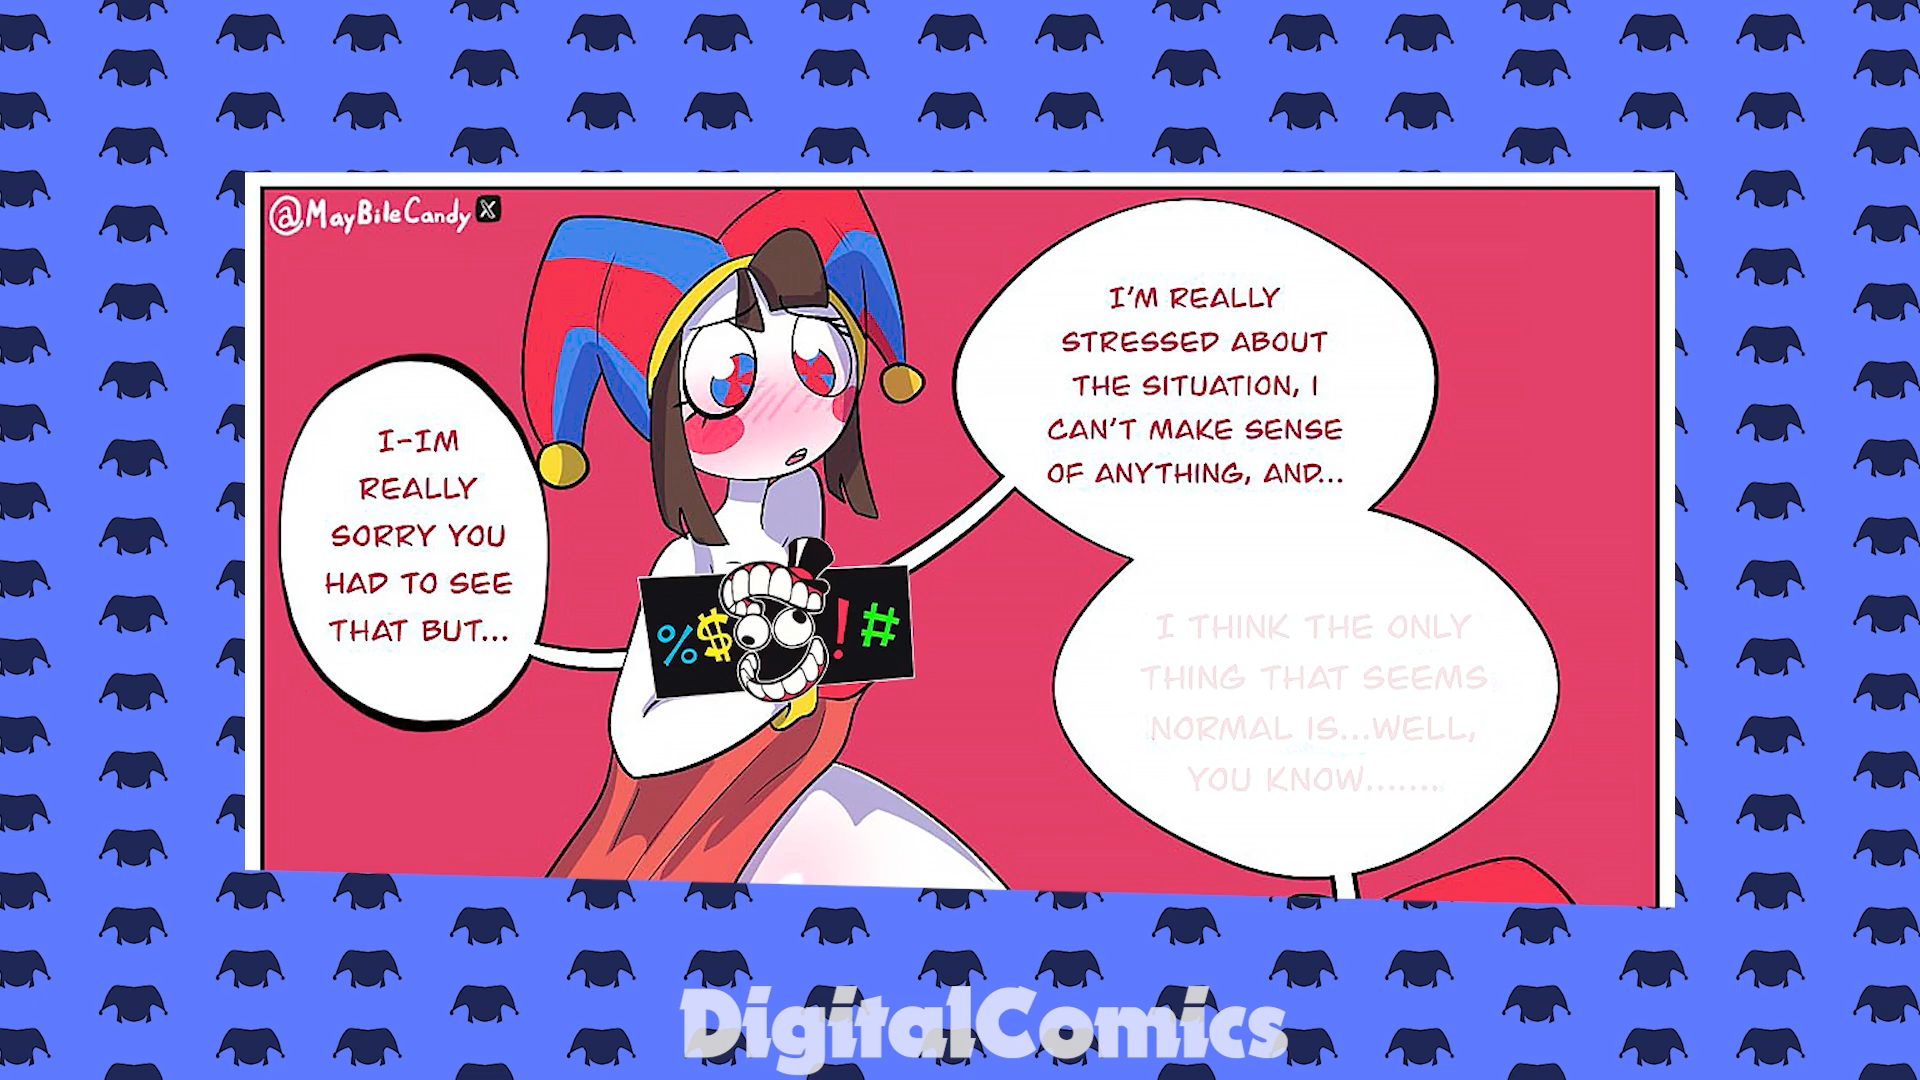 @MayBileCandy X
I-IM
REALLY
SORRY YOU
HAD TO SEE
THAT BUT...
I'M REALLY
STRESSED ABOUT
THE SITUATION, I
CAN'T MAKE SENSE
OF ANYTHING, AND...
%$!#
I THINK THE ONLY
THING THAT SEEMS
NORMAL IS...WELL,
YOU KNOW.......
DigitalComics